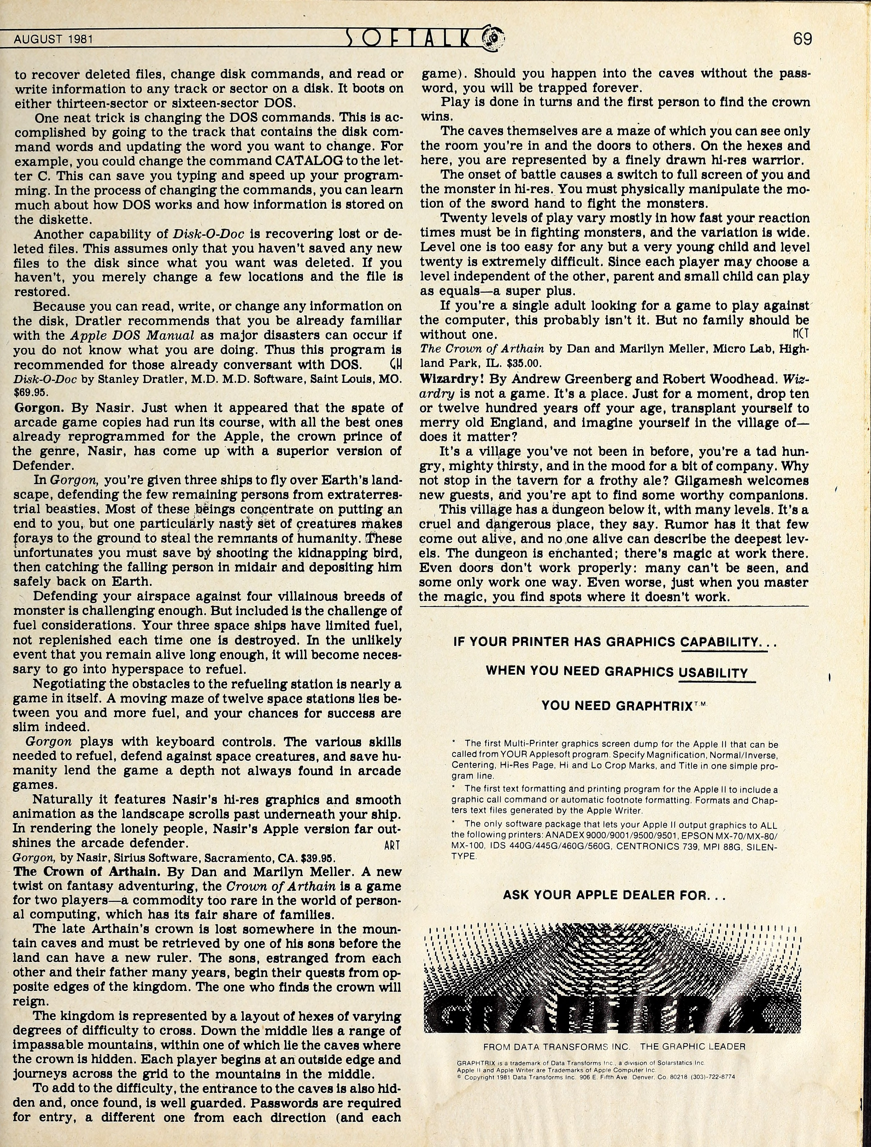 AUGUST 1981
SOFTALK
69
to recover deleted files, change disk commands, and read or
write information to any track or sector on a disk. It boots on
either thirteen-sector or sixteen-sector DOS.
One neat trick is changing the DOS commands. This is ac-
complished by going to the track that contains the disk com-
mand words and updating the word you want to change. For
example, you could change the command CATALOG to the let-
ter C. This can save you typing and speed up your program-
ming. In the process of changing the commands, you can learn
much about how DOS works and how information is stored on
the diskette.
Another capability of Disk-O-Doc is recovering lost or de-
leted files. This assumes only that you haven't saved any new
files to the disk since what you want was deleted. If you
haven't, you merely change a few locations and the file is
restored.
Because you can read, write, or change any information on
the disk, Dratler recommends that you be already familiar
with the Apple DOS Manual as major disasters can occur if
you do not know what you are doing. Thus this program is
recommended for those already conversant with DOS. GH
Disk-O-Doc by Stanley Dratler, M.D. M.D. Software, Saint Louis, MO.
$69.95.
Gorgon. By Nasir. Just when it appeared that the spate of
arcade game copies had run its course, with all the best ones
already reprogrammed for the Apple, the crown prince of
the genre, Nasir, has come up with a superior version of
Defender.
In Gorgon, you're given three ships to fly over Earth's land-
scape, defending the few remaining persons from extraterres-
trial beasties. Most of these beings concentrate on putting an
end to you, but one particularly nasty set of creatures makes
forays to the ground to steal the remnants of humanity. These
unfortunates you must save by shooting the kidnapping bird,
then catching the falling person in midair and depositing him
safely back on Earth.
Defending your airspace against four villainous breeds of
monster is challenging enough. But included is the challenge of
fuel considerations. Your three space ships have limited fuel,
not replenished each time one is destroyed. In the unlikely
event that you remain alive long enough, it will become neces-
sary to go into hyperspace to refuel.
Negotiating the obstacles to the refueling station is nearly a
game in itself. A moving maze of twelve space stations lies be-
tween you and more fuel, and your chances for success are
slim indeed.
Gorgon plays with keyboard controls. The various skills
needed to refuel, defend against space creatures, and save hu-
manity lend the game a depth not always found in arcade
games.
Naturally it features Nasir's hi-res graphics and smooth
animation as the landscape scrolls past underneath your ship.
In rendering the lonely people, Nasir's Apple version far out-
shines the arcade defender. ART
Gorgon, by Nasir, Sirius Software, Sacramento, CA. $39.95.
The Crown of Arthain. By Dan and Marilyn Meller. A new
twist on fantasy adventuring, the Crown of Arthain is a game
for two players—a commodity too rare in the world of person-
al computing, which has its fair share of families.
The late Arthain's crown is lost somewhere in the moun-
tain caves and must be retrieved by one of his sons before the
land can have a new ruler. The sons, estranged from each
other and their father many years, begin their quests from op-
posite edges of the kingdom. The one who finds the crown will
reign.
The kingdom is represented by a layout of hexes of varying
degrees of difficulty to cross. Down the middle lies a range of
impassable mountains, within one of which lie the caves where
the crown is hidden. Each player begins at an outside edge and
journeys across the grid to the mountains in the middle.
To add to the difficulty, the entrance to the caves is also hid-
den and, once found, is well guarded. Passwords are required
for entry, a different one from each direction (and each
game). Should you happen into the caves without the pass-
word, you will be trapped forever.
Play is done in turns and the first person to find the crown
wins.
The caves themselves are a maze of which you can see only
the room you're in and the doors to others. On the hexes and
here, you are represented by a finely drawn hi-res warrior.
The onset of battle causes a switch to full screen of you and
the monster in hi-res. You must physically manipulate the mo-
tion of the sword hand to fight the monsters.
Twenty levels of play vary mostly in how fast your reaction
times must be in fighting monsters, and the variation is wide.
Level one is too easy for any but a very young child and level
twenty is extremely difficult. Since each player may choose a
level independent of the other, parent and small child can play
as equals—a super plus.
If you're a single adult looking for a game to play against
the computer, this probably isn't it. But no family should be
without one. MCT
The Crown of Arthain by Dan and Marilyn Meller, Micro Lab, High-
land Park, IL. $35.00.
Wizardry! By Andrew Greenberg and Robert Woodhead. Wiz-
ardry is not a game. It's a place. Just for a moment, drop ten
or twelve hundred years off your age, transplant yourself to
merry old England, and imagine yourself in the village of—
does it matter?
It's a village you've not been in before, you're a tad hun-
gry, mighty thirsty, and in the mood for a bit of company. Why
not stop in the tavern for a frothy ale? Gilgamesh welcomes
new guests, and you're apt to find some worthy companions.
This village has a dungeon below it, with many levels. It's a
cruel and dangerous place, they say. Rumor has it that few
come out alive, and no one alive can describe the deepest lev-
els. The dungeon is enchanted; there's magic at work there.
Even doors don't work properly: many can't be seen, and
some only work one way. Even worse, just when you master
the magic, you find spots where it doesn't work.
IF YOUR PRINTER HAS GRAPHICS CAPABILITY...
WHEN YOU NEED GRAPHICS USABILITY
YOU NEED GRAPHTRIX™
* The first Multi-Printer graphics screen dump for the Apple II that can be
called from YOUR Applesoft program. Specify Magnification, Normal/Inverse,
Centering, Hi-Res Page, Hi and Lo Crop Marks, and Title in one simple pro-
gram line.
* The first text formatting and printing program for the Apple II to include a
graphic call command or automatic footnote formatting. Formats and Chap-
ters text files generated by the Apple Writer.
* The only software package that lets your Apple II output graphics to ALL
the following printers: ANADEX 9000/9001/9500/9501, EPSON MX-70/MX-80/
MX-100, IDS 440G/445G/460G/560G, CENTRONICS 739, MPI 88G, SILEN-
TYPE.
ASK YOUR APPLE DEALER FOR...
GRAPHTRIX
FROM DATA TRANSFORMS INC. THE GRAPHIC LEADER
GRAPHTRIX is a trademark of Data Transforms Inc., a division of Solarstatics Inc.
Apple II and Apple Writer are Trademarks of Apple Computer Inc.
© Copyright 1981 Data Transforms Inc. 906 E. Fifth Ave. Denver, Co. 80218 (303)-722-8774